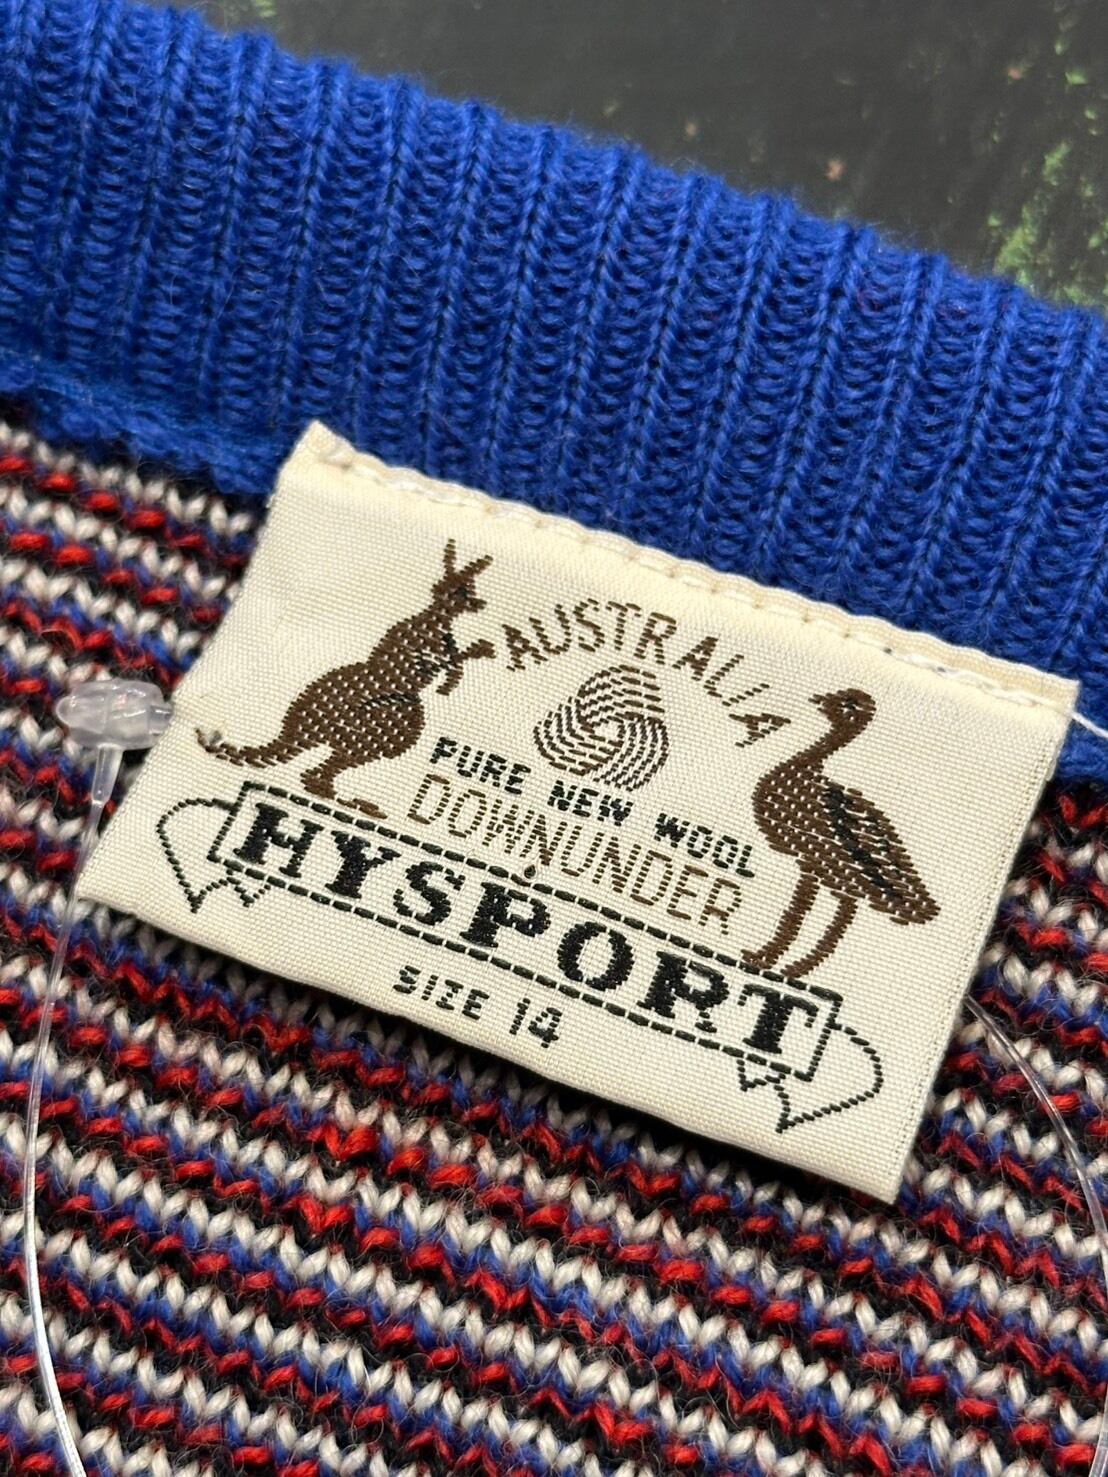 AUSTRALIA
PURE NEW WOOL
DOWNUNDER
HYSPORT
SIZE 14